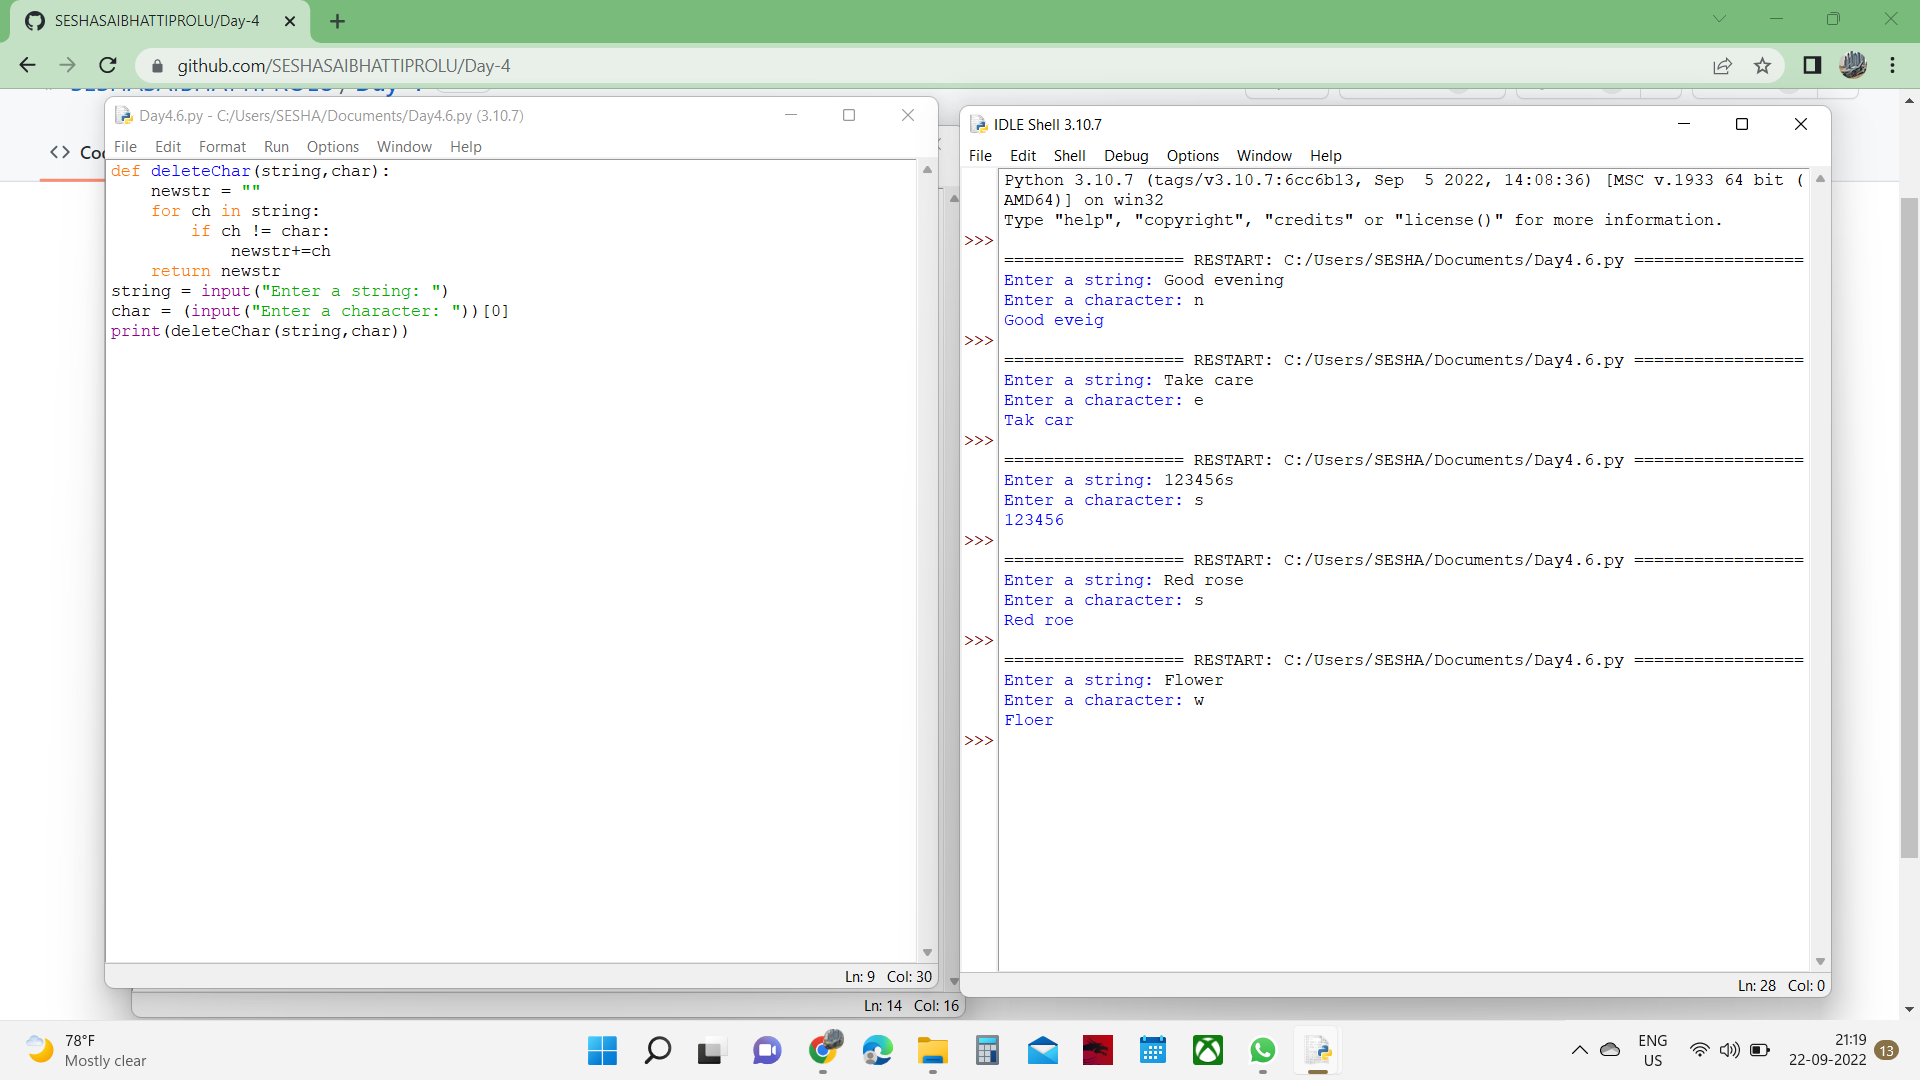 SESHASAIBHATTIPROLU/Day-4
github.com/SESHASAIBHATTIPROLU/Day-4
Day4.6.py - C:/Users/SESHA/Documents/Day4.6.py (3.10.7)
File Edit Format Run Options Window Help
def deleteChar(string,char):
    newstr = ""
    for ch in string:
        if ch != char:
            newstr+=ch
    return newstr
string = input("Enter a string: ")
char = (input("Enter a character: "))[0]
print(deleteChar(string,char))
Ln: 9 Col: 30
Ln: 14 Col: 16
IDLE Shell 3.10.7
File Edit Shell Debug Options Window Help
Python 3.10.7 (tags/v3.10.7:6cc6b13, Sep  5 2022, 14:08:36) [MSC v.1933 64 bit (
AMD64)] on win32
Type "help", "copyright", "credits" or "license()" for more information.
>>>
================== RESTART: C:/Users/SESHA/Documents/Day4.6.py =================
Enter a string: Good evening
Enter a character: n
Good eveig
>>>
================== RESTART: C:/Users/SESHA/Documents/Day4.6.py =================
Enter a string: Take care
Enter a character: e
Tak car
>>>
================== RESTART: C:/Users/SESHA/Documents/Day4.6.py =================
Enter a string: 123456s
Enter a character: s
123456
>>>
================== RESTART: C:/Users/SESHA/Documents/Day4.6.py =================
Enter a string: Red rose
Enter a character: s
Red roe
>>>
================== RESTART: C:/Users/SESHA/Documents/Day4.6.py =================
Enter a string: Flower
Enter a character: w
Floer
>>>
Ln: 28 Col: 0
78°F
Mostly clear
ENG
US
21:19
22-09-2022
13